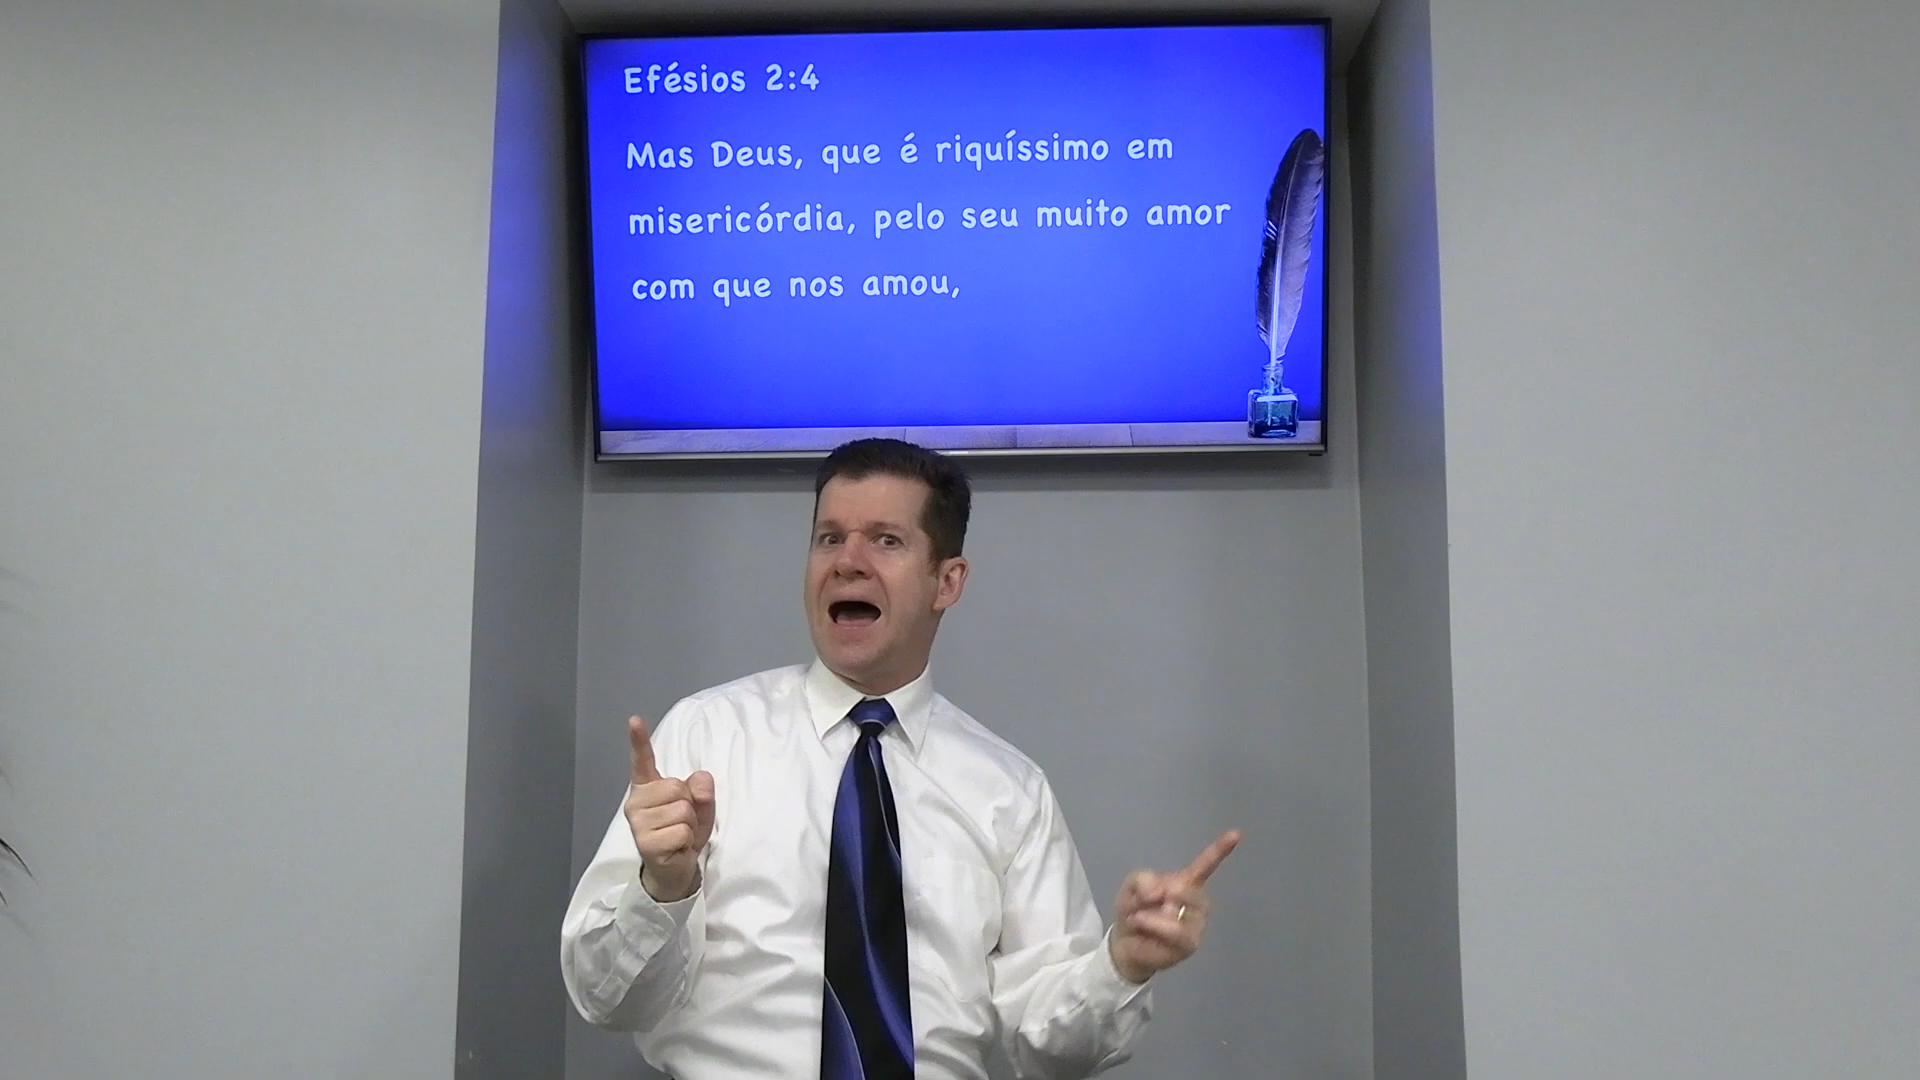 Efésios 2:4
Mas Deus, que é riquíssimo em
misericórdia, pelo seu muito amor
com que nos amou,